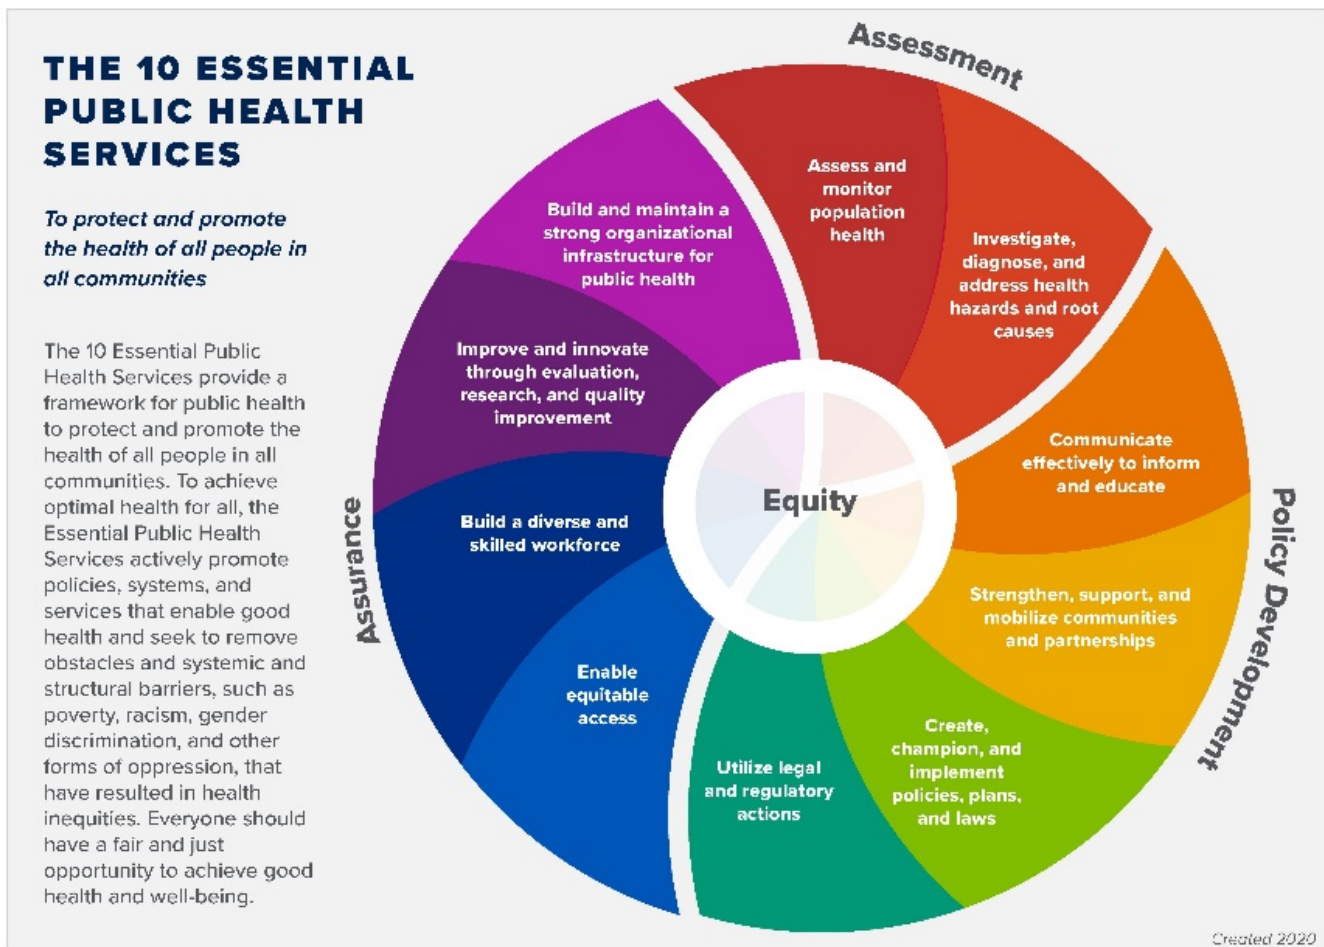 THE 10 ESSENTIAL
PUBLIC HEALTH
SERVICES
To protect and promote
the health of all people in
all communities
The 10 Essential Public
Health Services provide a
framework for public health
to protect and promote the
health of all people in all
communities. To achieve
optimal health for all, the
Essential Public Health
Services actively promote
policies, systems, and
services that enable good
health and seek to remove
obstacles and systemic and
structural barriers, such as
poverty, racism, gender
discrimination, and other
forms of oppression, that
have resulted in health
inequities. Everyone should
have a fair and just
opportunity to achieve good
health and well-being.
Assessment
Assess and
monitor
population
health
Investigate,
diagnose, and
address health
hazards and root
causes
Policy Development
Communicate
effectively to inform
and educate
Strengthen, support, and
mobilize communities
and partnerships
Create,
champion, and
implement
policies, plans,
and laws
Utilize legal
and regulatory
actions
Assurance
Enable
equitable
access
Build a diverse and
skilled workforce
Improve and innovate
through evaluation,
research, and quality
improvement
Build and maintain a
strong organizational
infrastructure for
public health
Equity
Created 2020